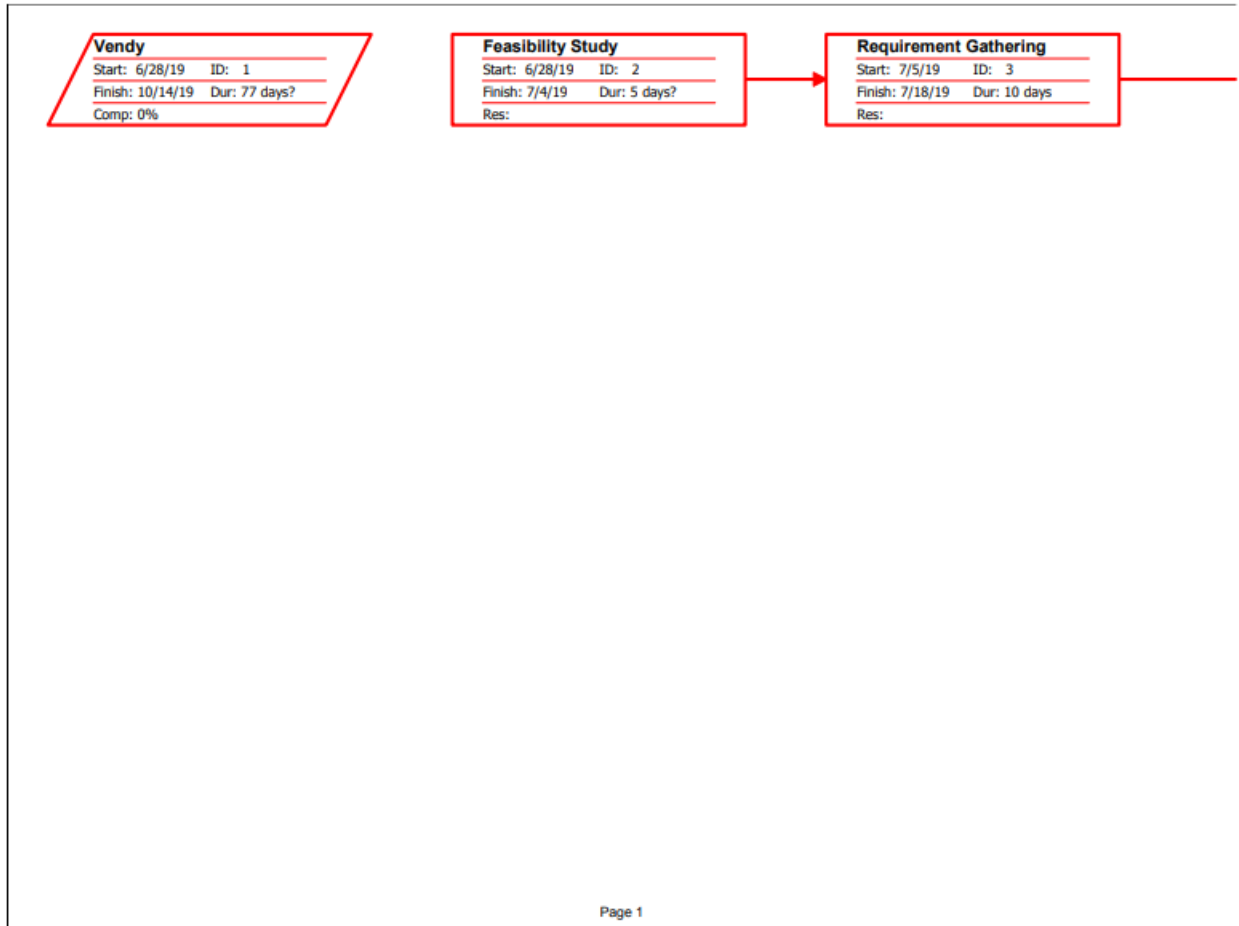 Vendy
Start: 6/28/19 ID: 1
Finish: 10/14/19 Dur: 77 days?
Comp: 0%
Feasibility Study
Start: 6/28/19 ID: 2
Finish: 7/4/19 Dur: 5 days?
Res:
Requirement Gathering
Start: 7/5/19 ID: 3
Finish: 7/18/19 Dur: 10 days
Res:
Page 1